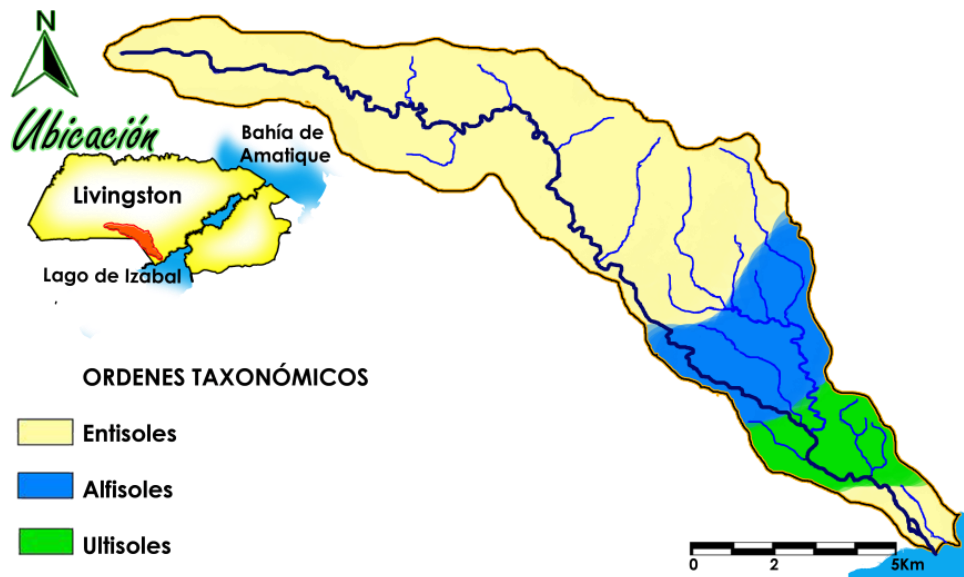 N
Ubicación
Bahía de
Amatique
Livingston
Lago de Izabal
ORDENES TAXONÓMICOS
Entisoles
Alfisoles
Ultisoles
0 2 5Km